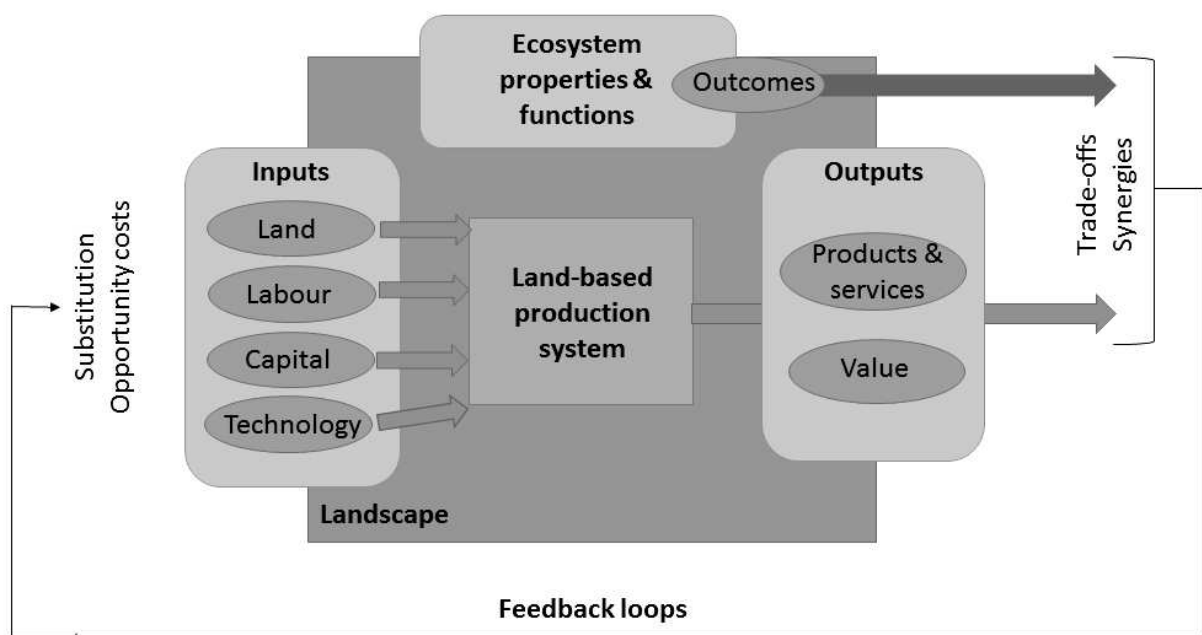 Ecosystem
properties &
functions
Outcomes
Inputs
Land
Labour
Capital
Technology
Land-based
production
system
Outputs
Products &
services
Value
Landscape
Substitution
Opportunity costs
Trade-offs
Synergies
Feedback loops